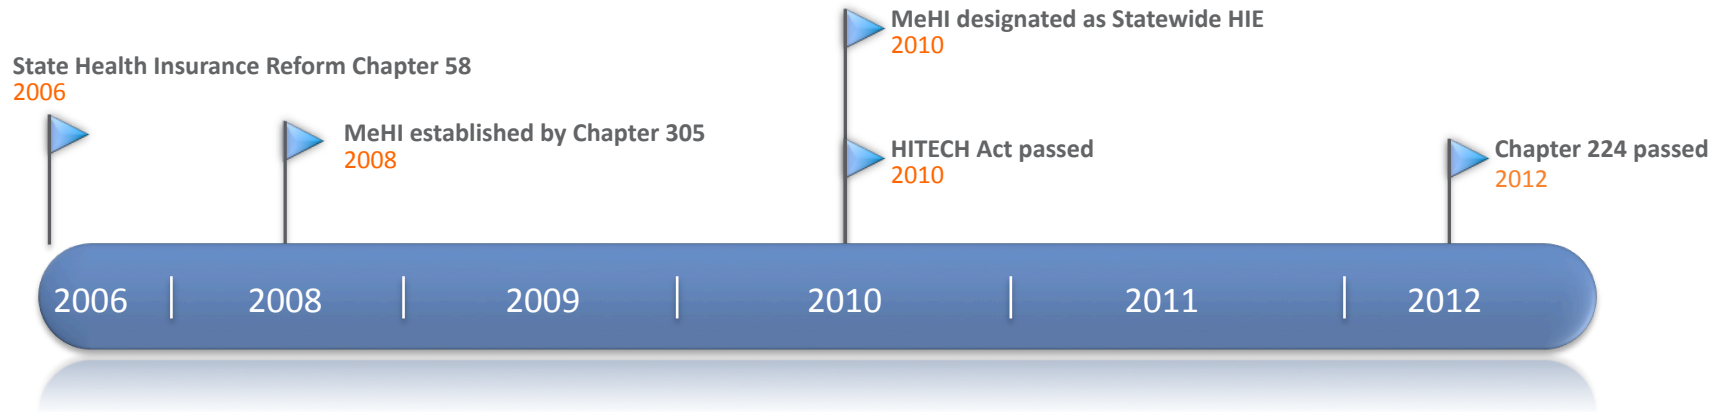 MeHI designated as Statewide HIE
2010
State Health Insurance Reform Chapter 58
2006
MeHI established by Chapter 305
2008
HITECH Act passed
2010
Chapter 224 passed
2012
2006 2008 2009 2010 2011 2012